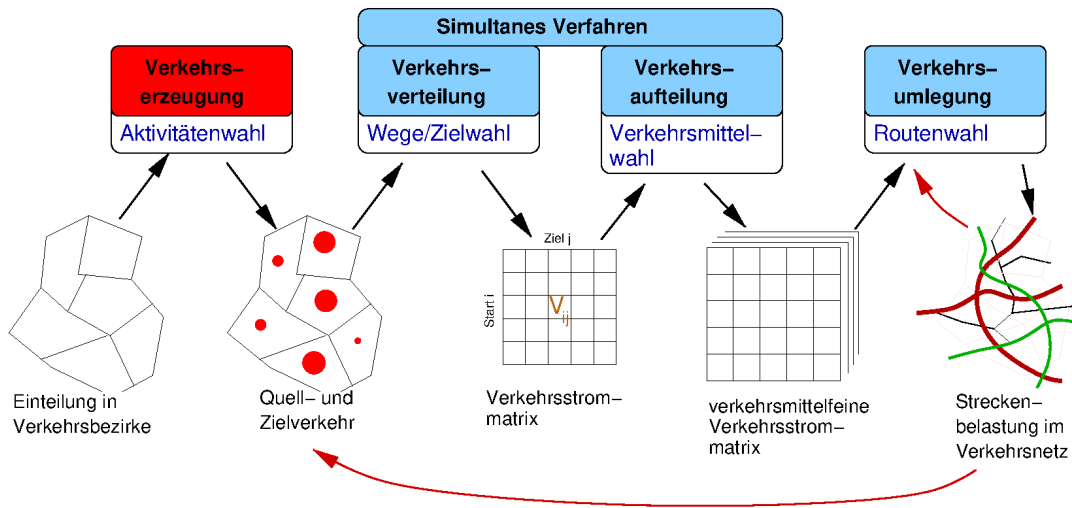 Simultanes Verfahren
Verkehrs–
erzeugung
Aktivitätenwahl
Verkehrs–
verteilung
Wege/Zielwahl
Verkehrs–
aufteilung
Verkehrsmittel–
wahl
Verkehrs–
umlegung
Routenwahl
Einteilung in
Verkehrsbezirke
Quell– und
Zielverkehr
Ziel j
Start i
V ij
Verkehrsstrom–
matrix
verkehrsmittelfeine
Verkehrsstrom–
matrix
Strecken–
belastung im
Verkehrsnetz